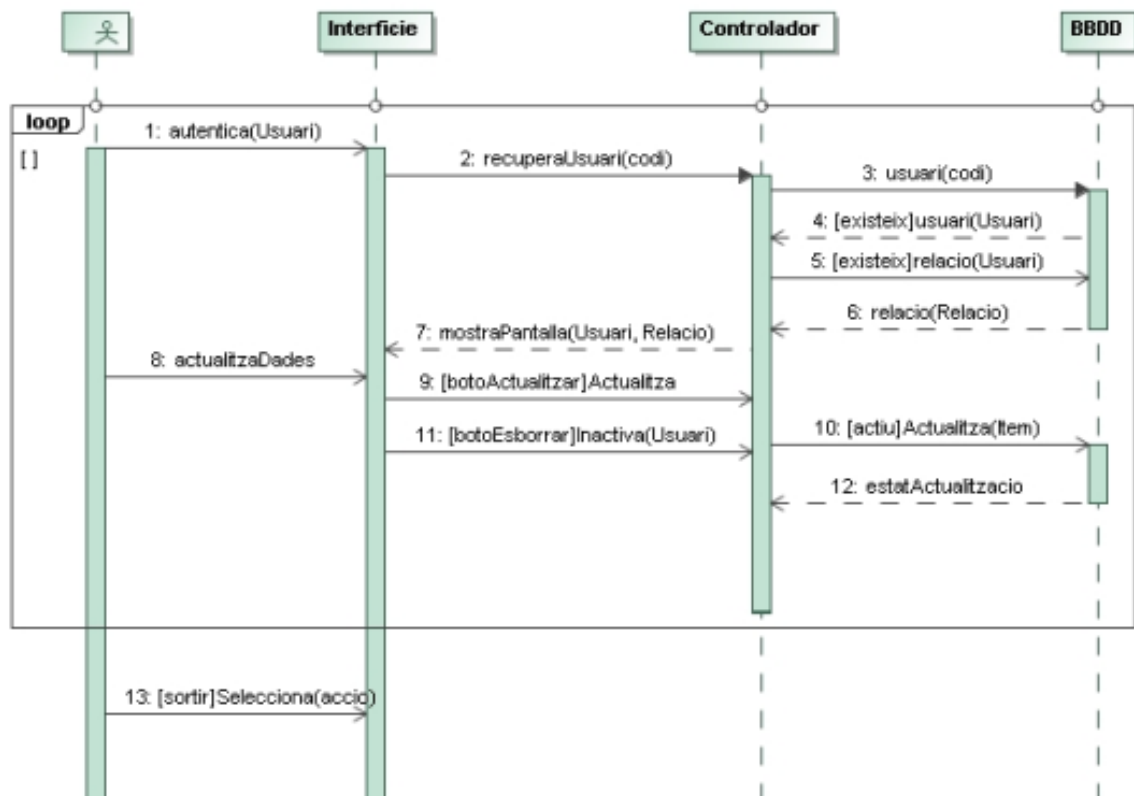 Interficie
Controlador
BBDD
loop
[ ]
1: autentica(Usuari)
2: recuperaUsuari(codi)
3: usuari(codi)
4: [existeix]usuari(Usuari)
5: [existeix]relacio(Usuari)
6: relacio(Relacio)
7: mostraPantalla(Usuari, Relacio)
8: actualitzaDades
9: [botoActualitzar]Actualitza
10: [actiu]Actualitza(Item)
11: [botoEsborrar]Inactiva(Usuari)
12: estatActualitzacio
13: [sortir]Selecciona(accio)